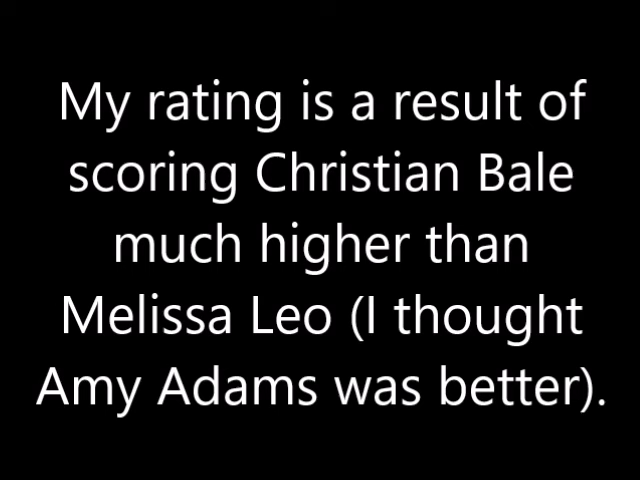 My rating is a result of
scoring Christian Bale
much higher than
Melissa Leo (I thought
Amy Adams was better).